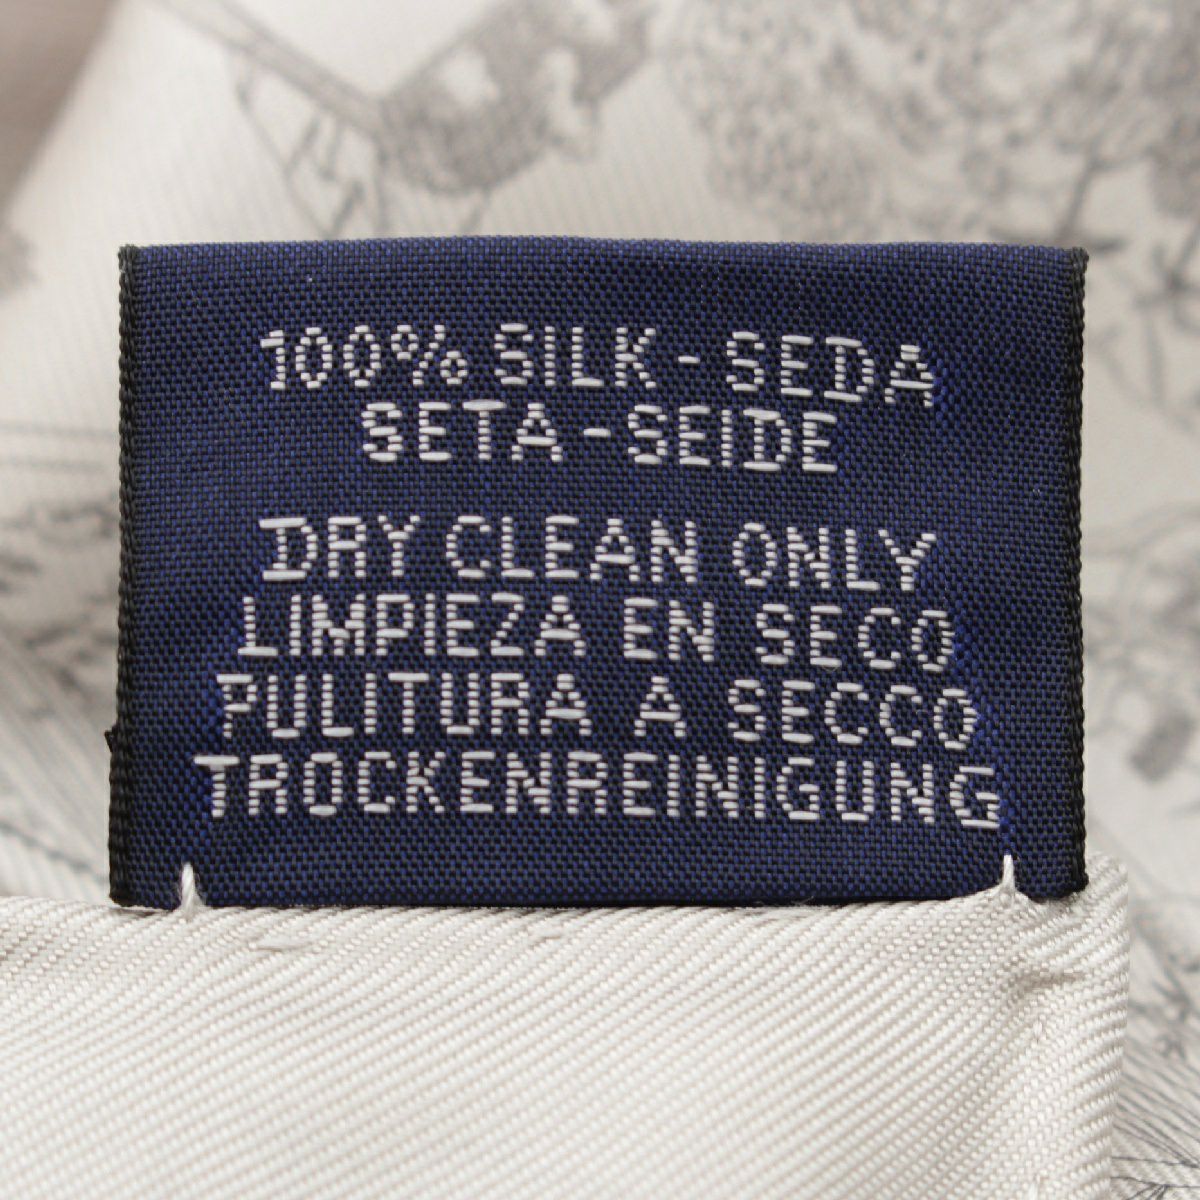 100% SILK - SEDA
SETA - SEIDE
DRY CLEAN ONLY
LIMPIEZA EN SECO
PULITURA A SECCO
TROCKENREINIGUNG